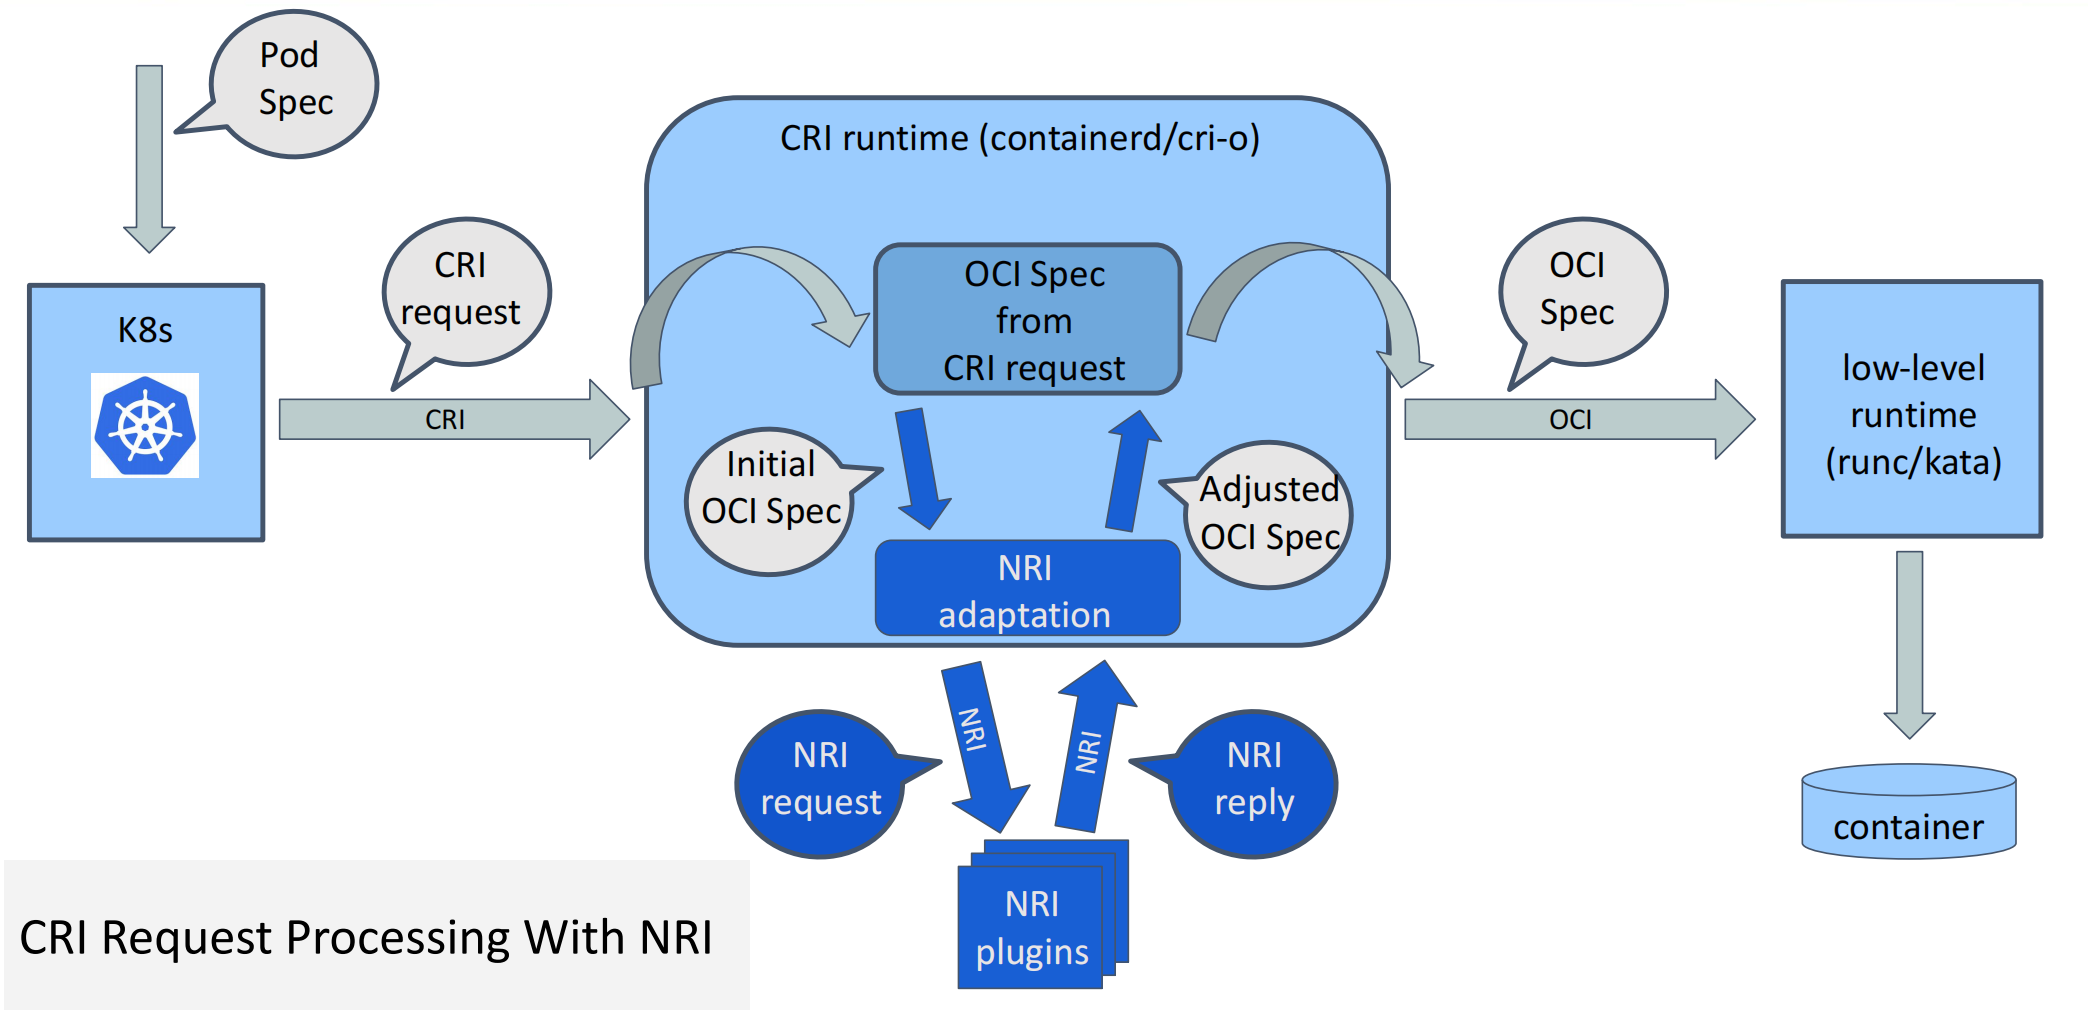 Pod
Spec
CRI runtime (containerd/cri-o)
K8s
CRI
request
CRI
OCI Spec
from
CRI request
Initial
OCI Spec
Adjusted
OCI Spec
NRI
adaptation
OCI
Spec
OCI
low-level
runtime
(runc/kata)
NRI
NRI
NRI
request
NRI
reply
NRI
plugins
container
CRI Request Processing With NRI